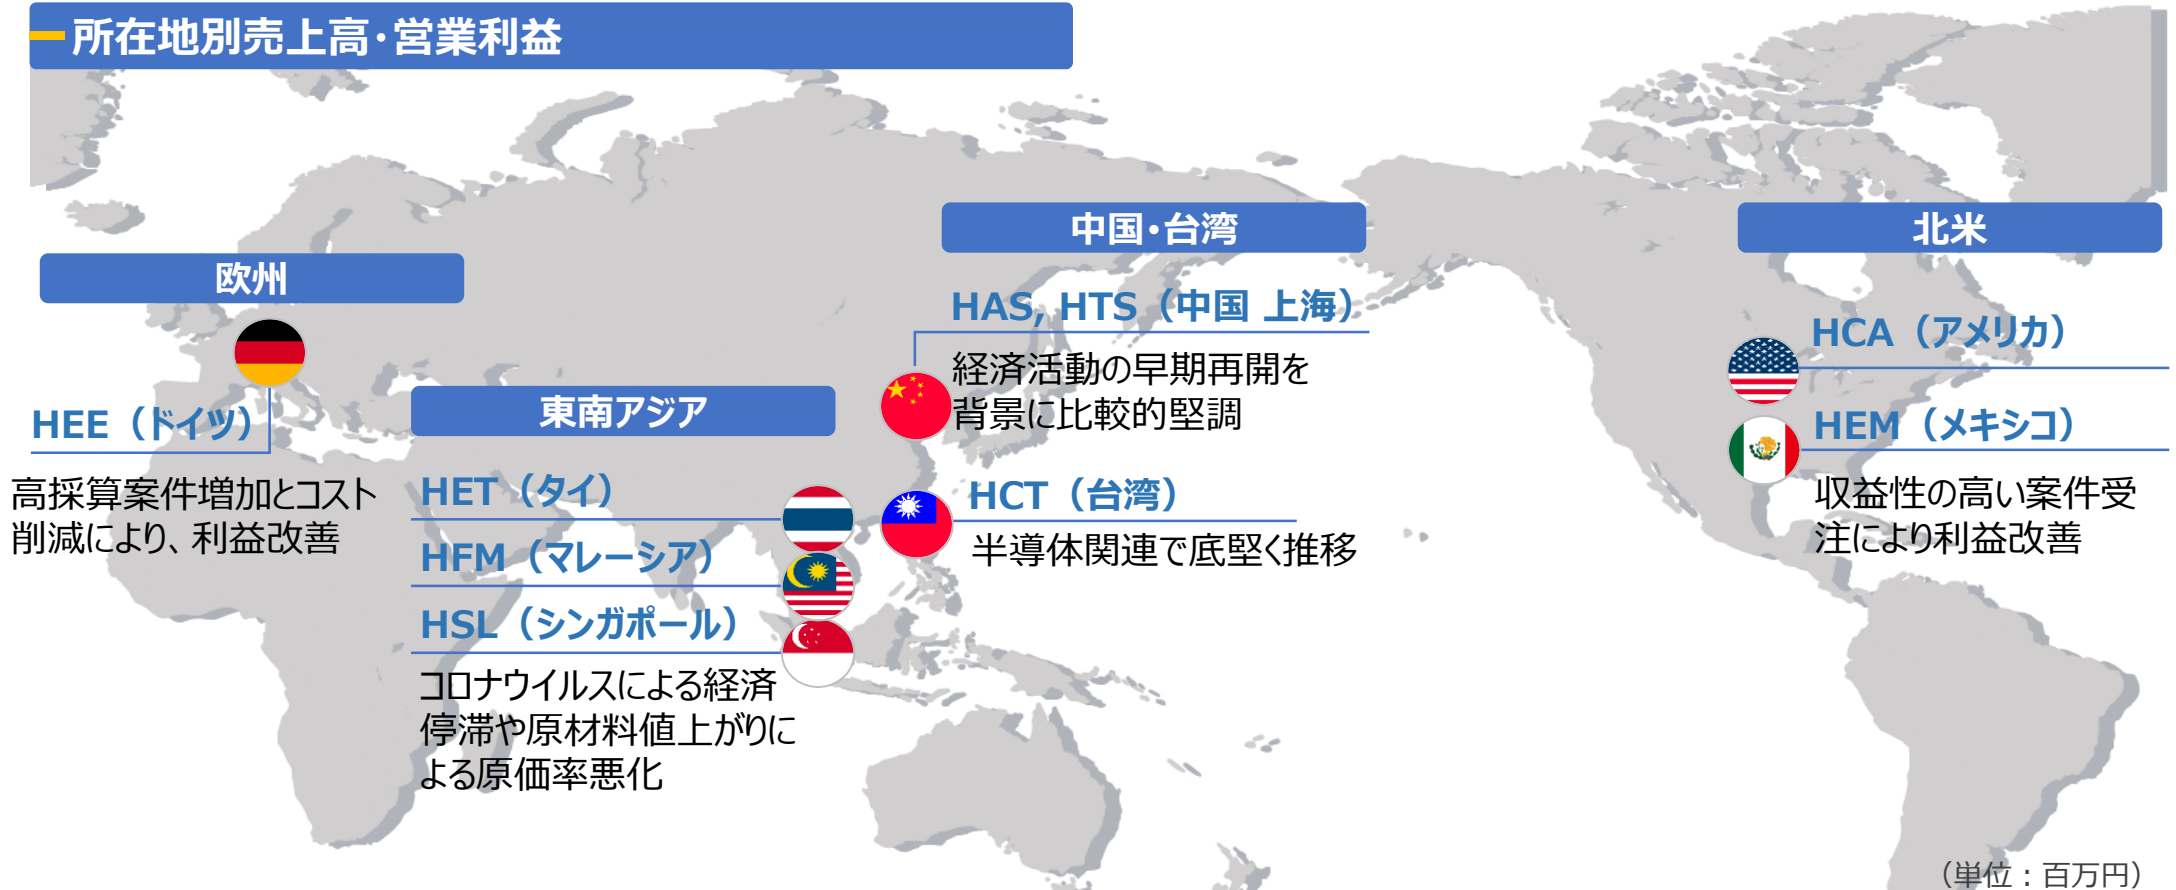 所在地別売上高・営業利益
欧州
HEE（ドイツ）
高採算案件増加とコスト
削減により、利益改善
東南アジア
HET（タイ）
HFM（マレーシア）
HSL（シンガポール）
コロナウイルスによる経済
停滞や原材料値上がりに
よる原価率悪化
中国・台湾
HAS, HTS（中国 上海）
経済活動の早期再開を
背景に比較的堅調
HCT（台湾）
半導体関連で底堅く推移
北米
HCA（アメリカ）
HEM（メキシコ）
収益性の高い案件受
注により利益改善
（単位：百万円）